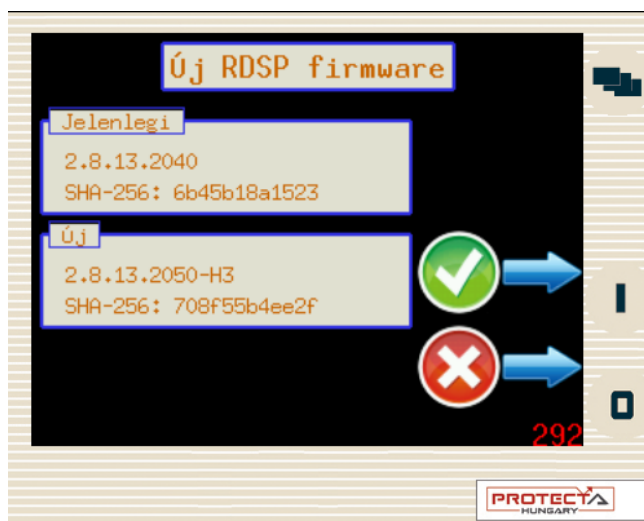 Új RDSP firmware
Jelenlegi
2.8.13.2040
SHA-256: 6b45b18a1523
Új
2.8.13.2050-H3
SHA-256: 708f55b4ee2f
I
O
292
PROTECTA
HUNGARY